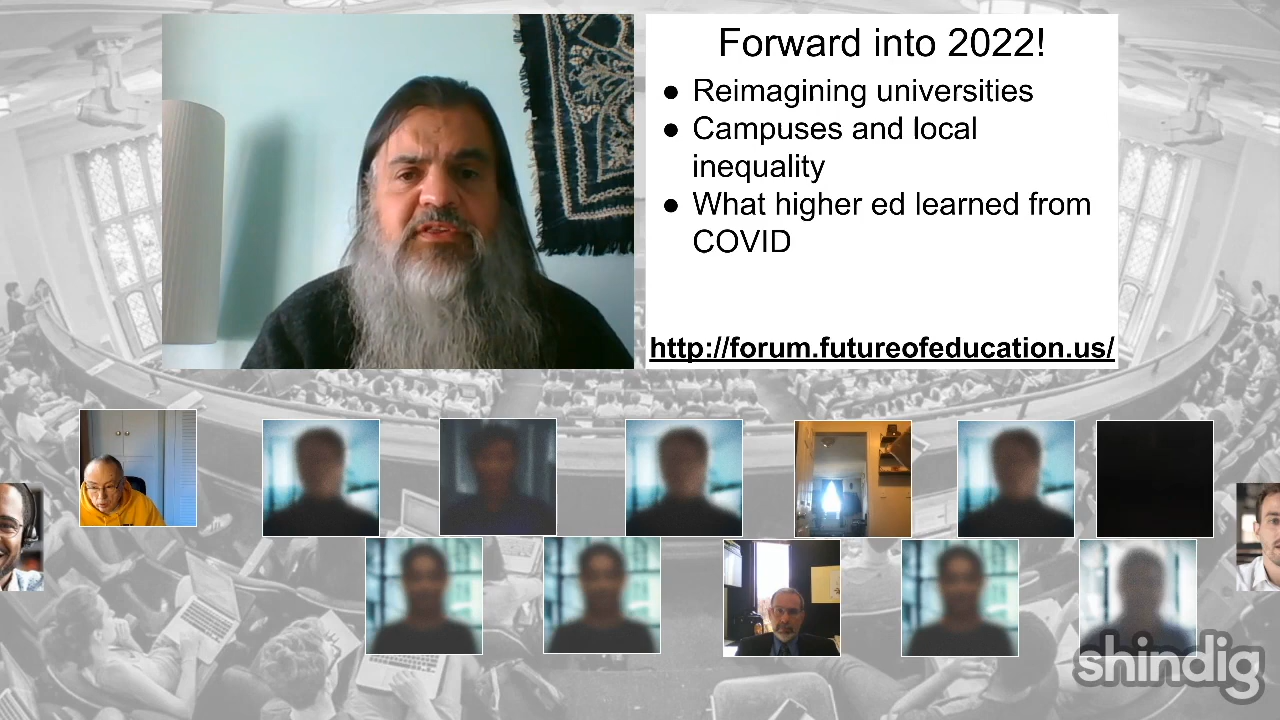 Forward into 2022!
● Reimagining universities
● Campuses and local
inequality
● What higher ed learned from
COVID
http://forum.futureofeducation.us/
shindig